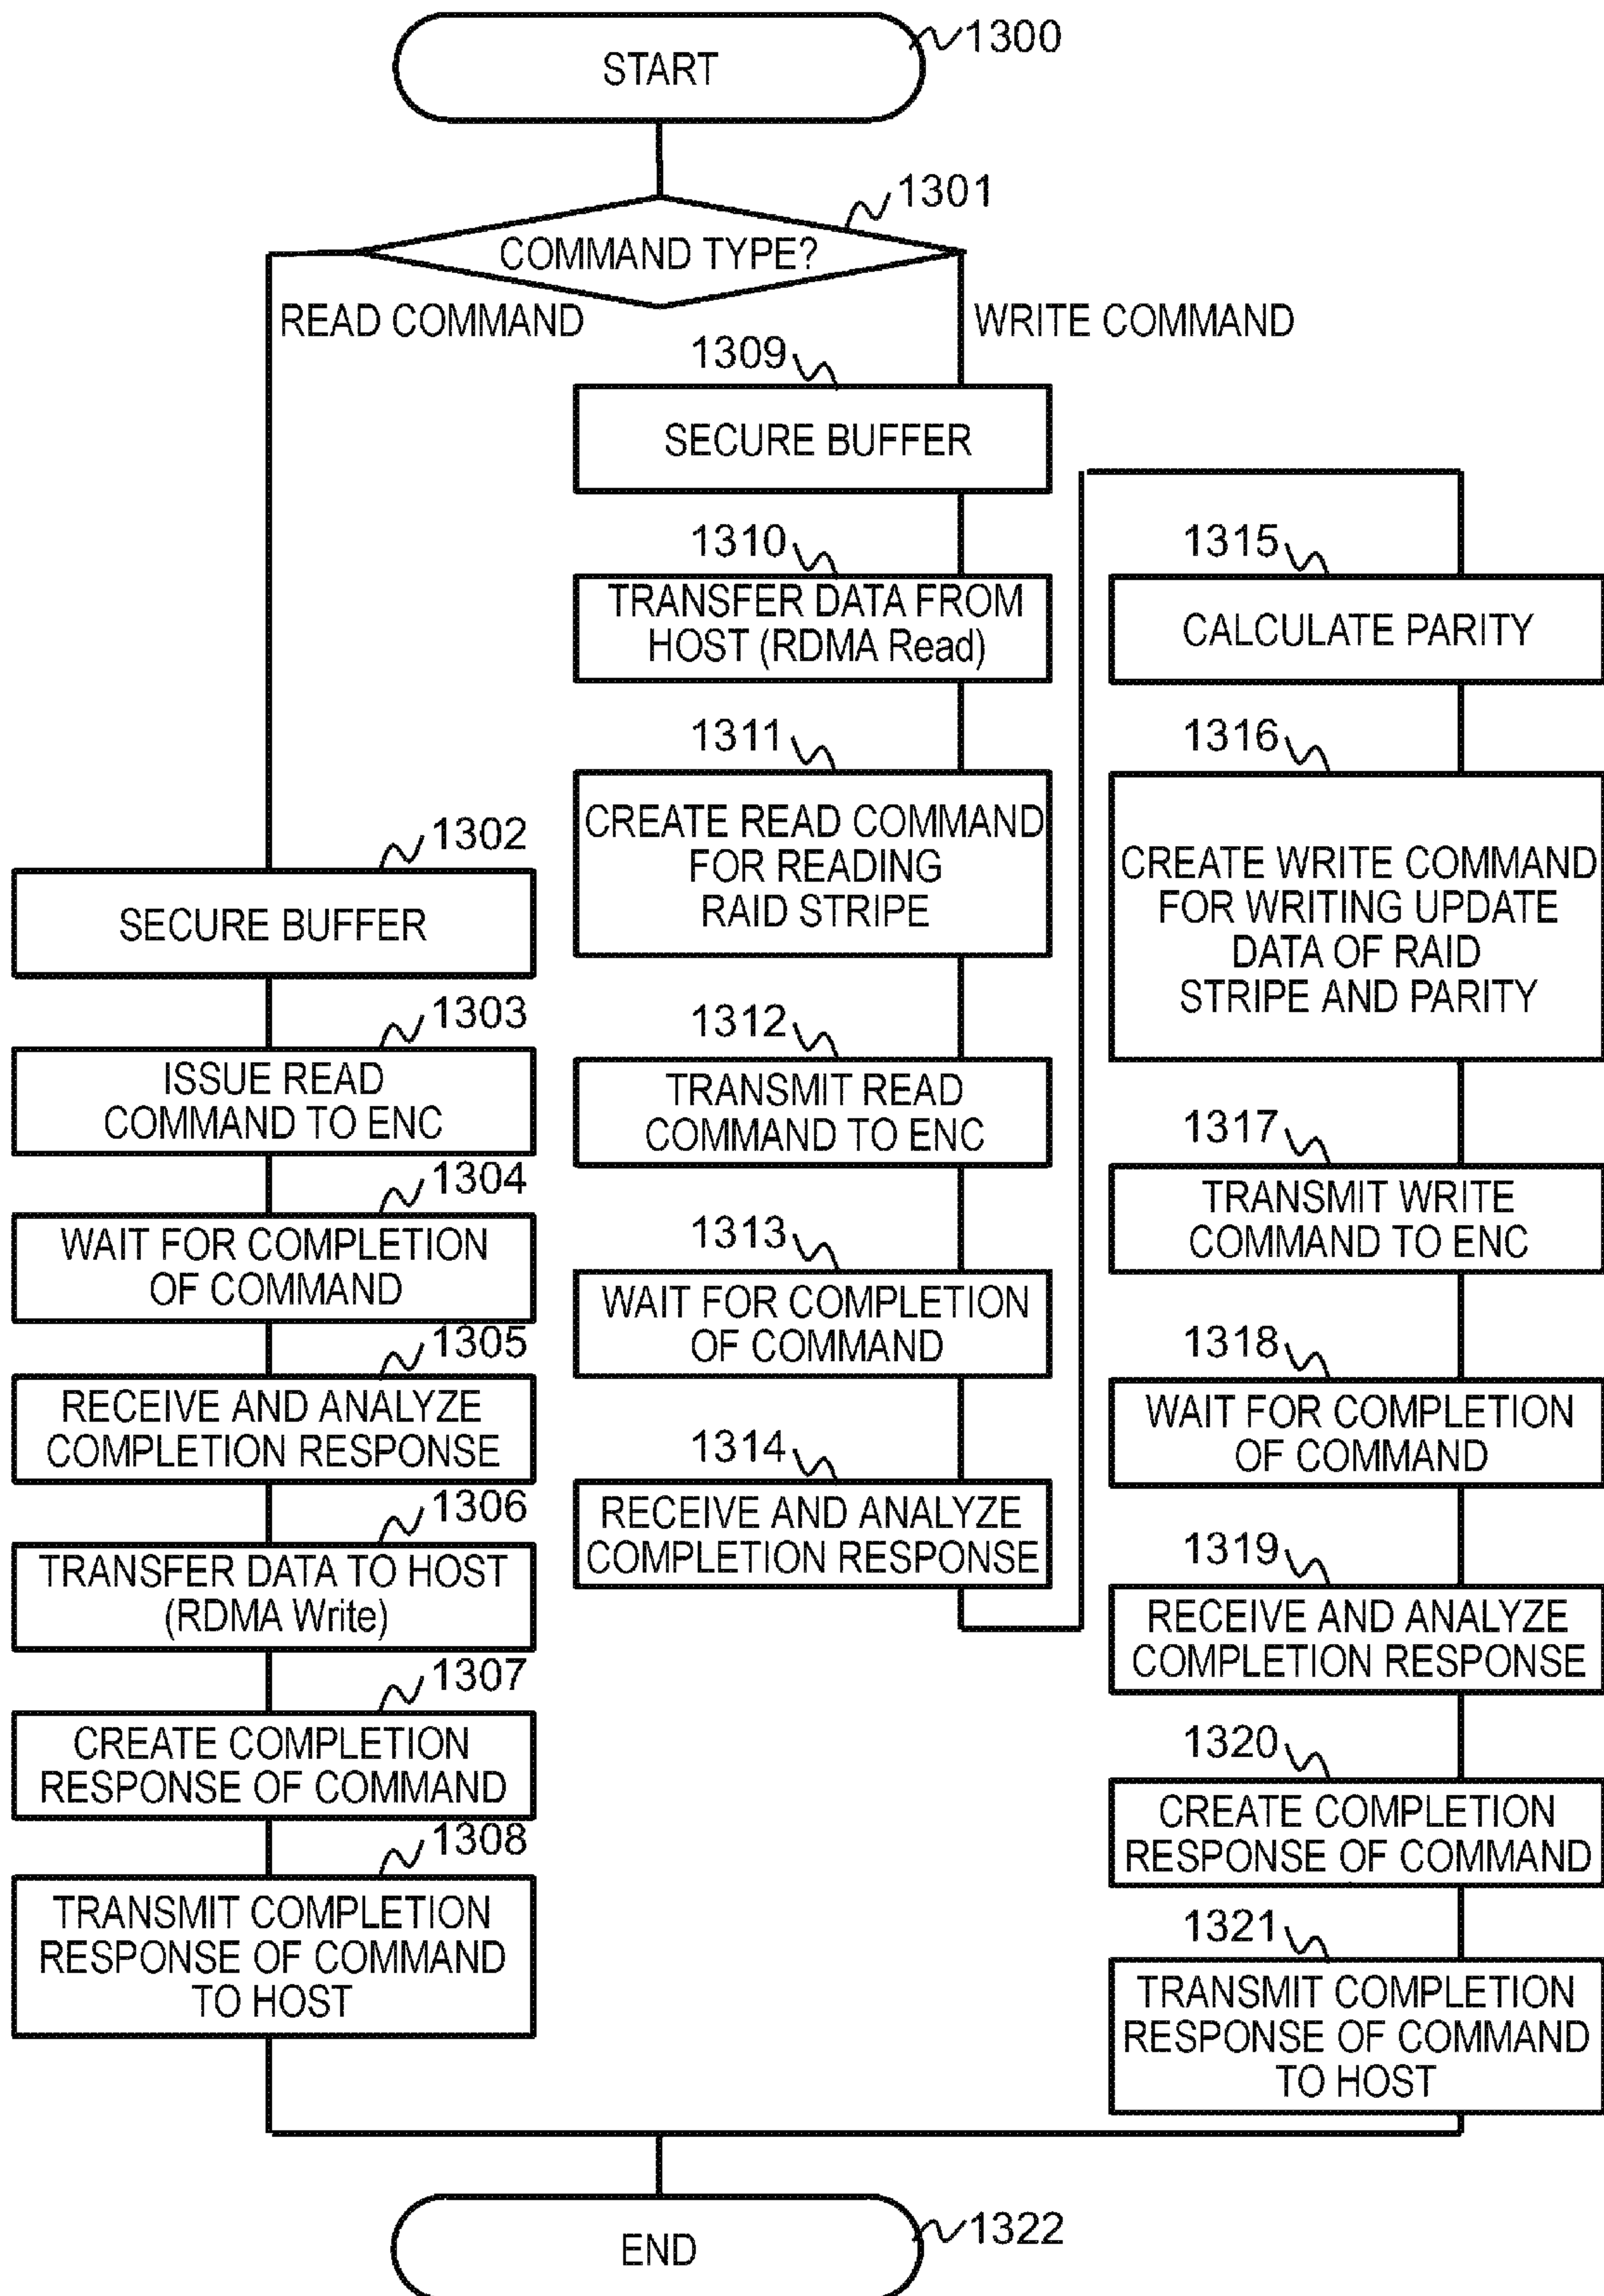 1300
START
1301
COMMAND TYPE?
READ COMMAND
WRITE COMMAND
1302
SECURE BUFFER
1303
ISSUE READ
COMMAND TO ENC
1304
WAIT FOR COMPLETION
OF COMMAND
1305
RECEIVE AND ANALYZE
COMPLETION RESPONSE
1306
TRANSFER DATA TO HOST
(RDMA Write)
1307
CREATE COMPLETION
RESPONSE OF COMMAND
1308
TRANSMIT COMPLETION
RESPONSE OF COMMAND
TO HOST
1309
SECURE BUFFER
1310
TRANSFER DATA FROM
HOST (RDMA Read)
1311
CREATE READ COMMAND
FOR READING
RAID STRIPE
1312
TRANSMIT READ
COMMAND TO ENC
1313
WAIT FOR COMPLETION
OF COMMAND
1314
RECEIVE AND ANALYZE
COMPLETION RESPONSE
1315
CALCULATE PARITY
1316
CREATE WRITE COMMAND
FOR WRITING UPDATE
DATA OF RAID
STRIPE AND PARITY
1317
TRANSMIT WRITE
COMMAND TO ENC
1318
WAIT FOR COMPLETION
OF COMMAND
1319
RECEIVE AND ANALYZE
COMPLETION RESPONSE
1320
CREATE COMPLETION
RESPONSE OF COMMAND
1321
TRANSMIT COMPLETION
RESPONSE OF COMMAND
TO HOST
END
1322